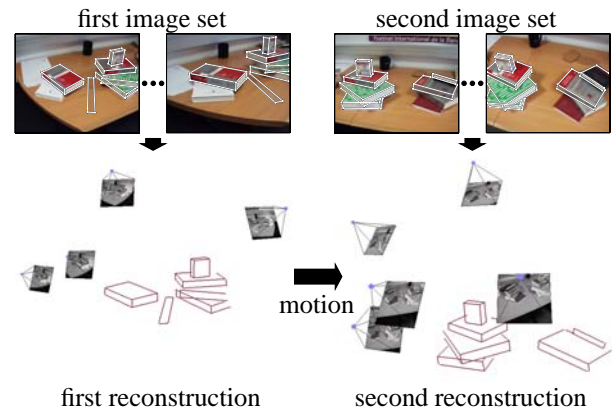 first image set
second image set
motion
first reconstruction
second reconstruction